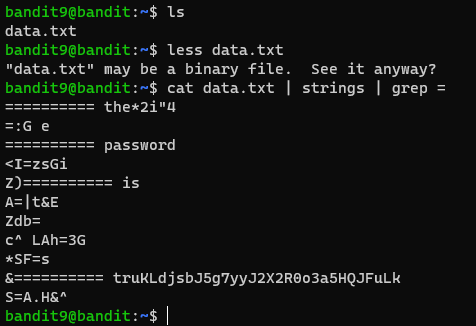 bandit9@bandit:~$ ls
data.txt
bandit9@bandit:~$ less data.txt
"data.txt" may be a binary file.  See it anyway?
bandit9@bandit:~$ cat data.txt | strings | grep =
========== the*2i"4
=:G e
========== password
<I=zsGi
Z)========== is
A=|t&E
Zdb=
c^ LAh=3G
*SF=s
&========== truKLdjsbJ5g7yyJ2X2R0o3a5HQJFuLk
S=A.H&^
bandit9@bandit:~$